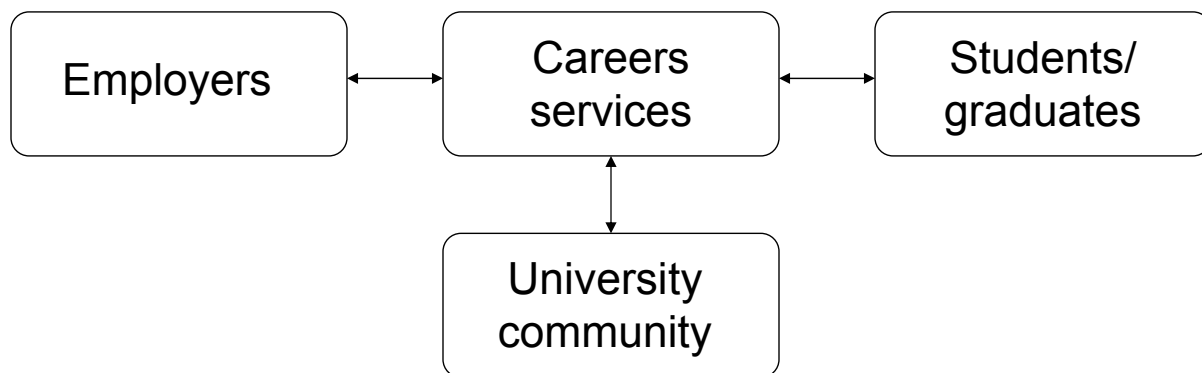 Employers
Careers
services
Students/
graduates
University
community